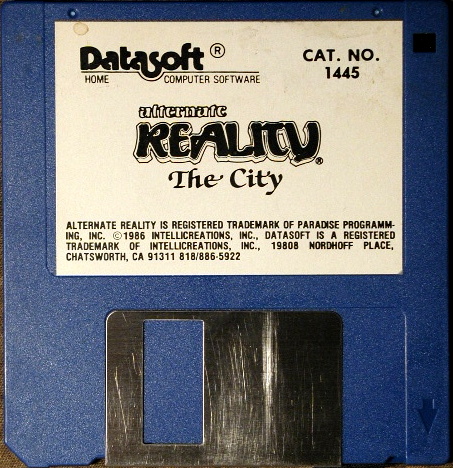 Datasoft ®
HOME COMPUTER SOFTWARE
CAT. NO.
1445
alternate
REALITY®
The City
ALTERNATE REALITY IS REGISTERED TRADEMARK OF PARADISE PROGRAMM-
ING, INC. ©1986 INTELLICREATIONS, INC., DATASOFT IS A REGISTERED
TRADEMARK OF INTELLICREATIONS, INC., 19808 NORDHOFF PLACE,
CHATSWORTH, CA 91311 818/886-5922